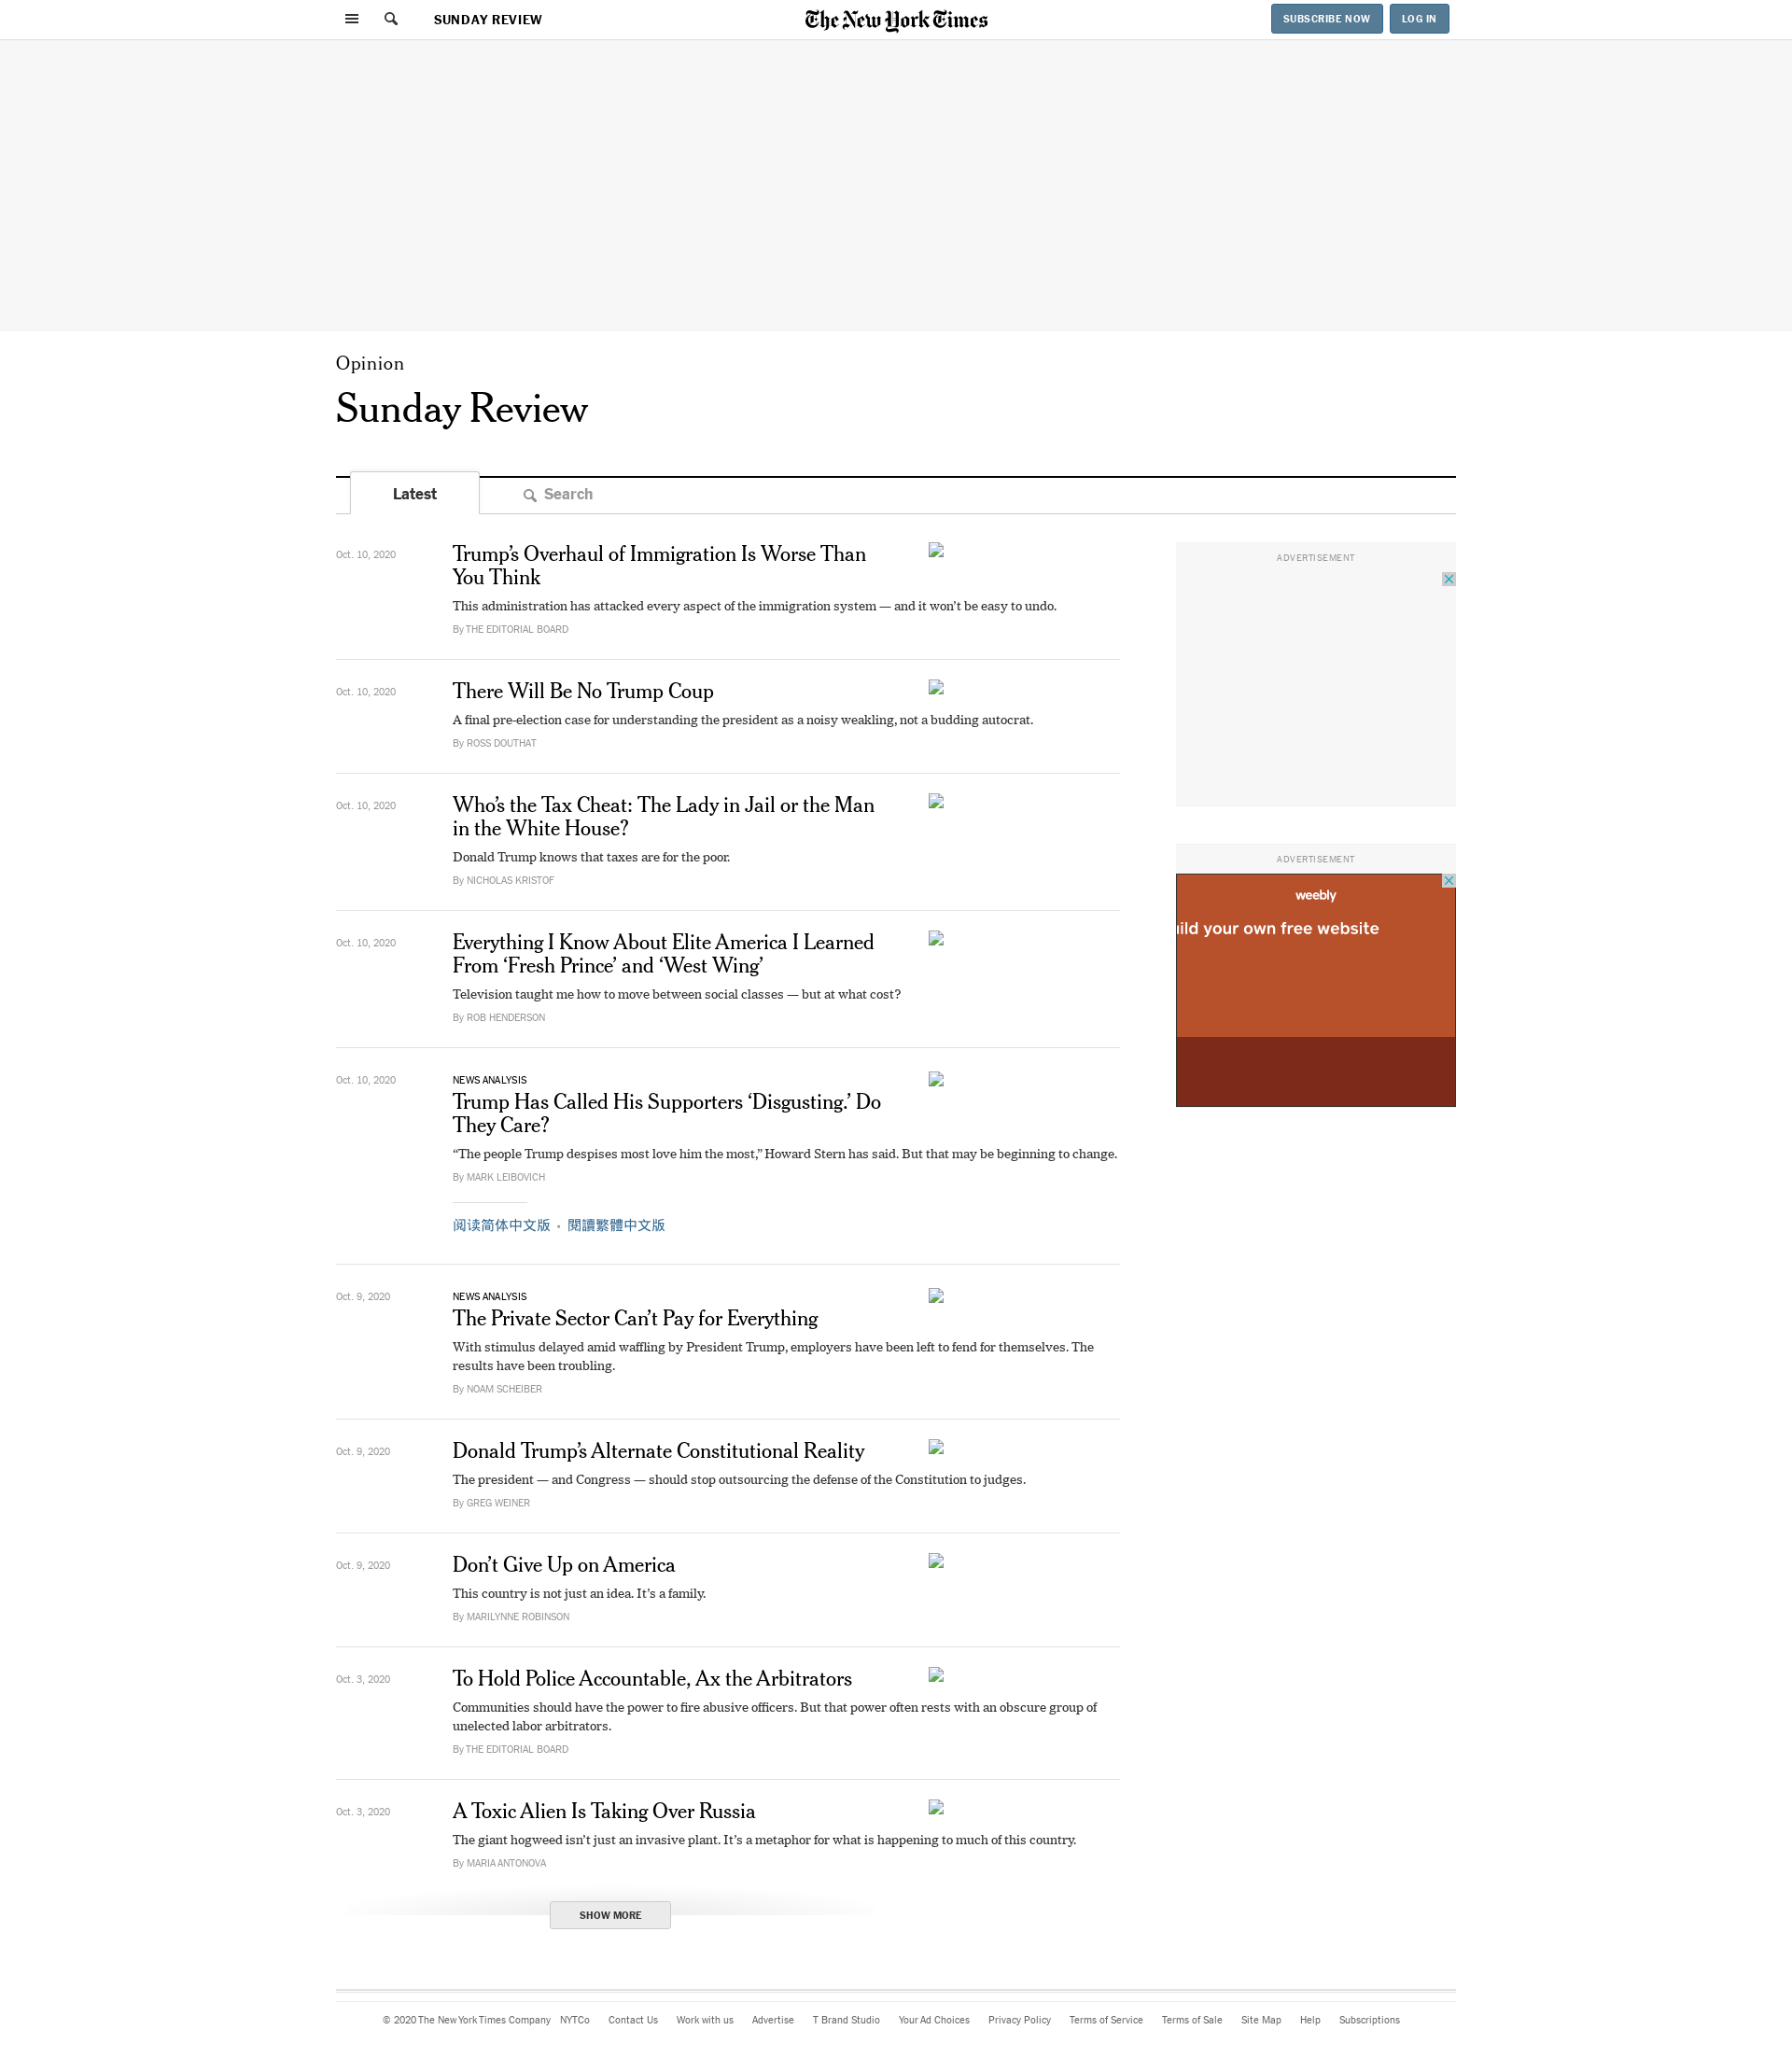 SUNDAY REVIEW
The New York Times
SUBSCRIBE NOW
LOG IN
Opinion
Sunday Review
Latest
Search
Oct. 10, 2020
Trump’s Overhaul of Immigration Is Worse Than
You Think
This administration has attacked every aspect of the immigration system — and it won’t be easy to undo.
By THE EDITORIAL BOARD
Oct. 10, 2020
There Will Be No Trump Coup
A final pre-election case for understanding the president as a noisy weakling, not a budding autocrat.
By ROSS DOUTHAT
Oct. 10, 2020
Who’s the Tax Cheat: The Lady in Jail or the Man
in the White House?
Donald Trump knows that taxes are for the poor.
By NICHOLAS KRISTOF
Oct. 10, 2020
Everything I Know About Elite America I Learned
From ‘Fresh Prince’ and ‘West Wing’
Television taught me how to move between social classes — but at what cost?
By ROB HENDERSON
Oct. 10, 2020
NEWS ANALYSIS
Trump Has Called His Supporters ‘Disgusting.’ Do
They Care?
“The people Trump despises most love him the most,” Howard Stern has said. But that may be beginning to change.
By MARK LEIBOVICH
阅读简体中文版 • 閱讀繁體中文版
Oct. 9, 2020
NEWS ANALYSIS
The Private Sector Can’t Pay for Everything
With stimulus delayed amid waffling by President Trump, employers have been left to fend for themselves. The
results have been troubling.
By NOAM SCHEIBER
Oct. 9, 2020
Donald Trump’s Alternate Constitutional Reality
The president — and Congress — should stop outsourcing the defense of the Constitution to judges.
By GREG WEINER
Oct. 9, 2020
Don’t Give Up on America
This country is not just an idea. It’s a family.
By MARILYNNE ROBINSON
Oct. 3, 2020
To Hold Police Accountable, Ax the Arbitrators
Communities should have the power to fire abusive officers. But that power often rests with an obscure group of
unelected labor arbitrators.
By THE EDITORIAL BOARD
Oct. 3, 2020
A Toxic Alien Is Taking Over Russia
The giant hogweed isn’t just an invasive plant. It’s a metaphor for what is happening to much of this country.
By MARIA ANTONOVA
SHOW MORE
ADVERTISEMENT
ADVERTISEMENT
weebly
ild your own free website
© 2020 The New York Times Company NYTCo Contact Us Work with us Advertise T Brand Studio Your Ad Choices Privacy Policy Terms of Service Terms of Sale Site Map Help Subscriptions